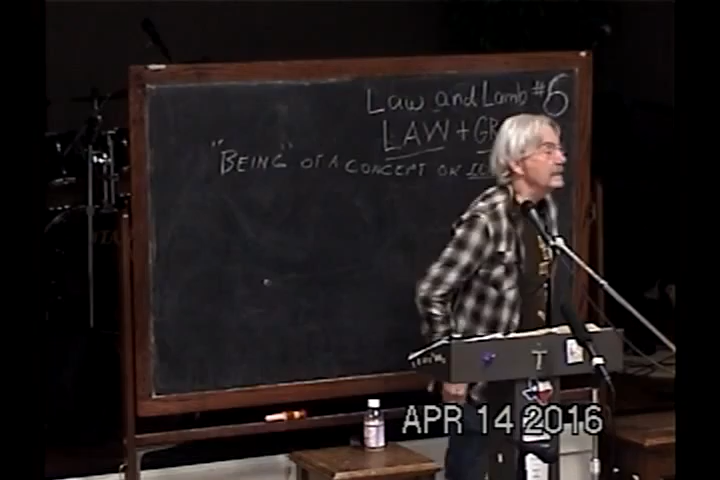 Law and Lamb #6
LAW + GR
"BEING" OF A CONCEPT OR
APR 14 2016